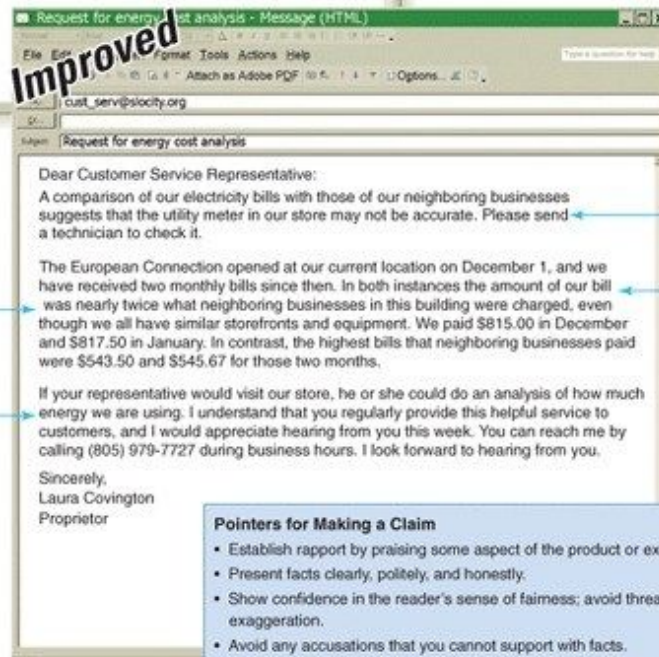 Request for energy cost analysis - Message (HTML)
Improved
File Format Tools Actions Help
Type a question for help
Attach as Adobe PDF Options...
cust_serv@slocity.org
Subject: Request for energy cost analysis
Dear Customer Service Representative:
A comparison of our electricity bills with those of our neighboring businesses
suggests that the utility meter in our store may not be accurate. Please send
a technician to check it.
The European Connection opened at our current location on December 1, and we
have received two monthly bills since then. In both instances the amount of our bill
was nearly twice what neighboring businesses in this building were charged, even
though we all have similar storefronts and equipment. We paid $815.00 in December
and $817.50 in January. In contrast, the highest bills that neighboring businesses paid
were $543.50 and $545.67 for those two months.
If your representative would visit our store, he or she could do an analysis of how much
energy we are using. I understand that you regularly provide this helpful service to
customers, and I would appreciate hearing from you this week. You can reach me by
calling (805) 979-7727 during business hours. I look forward to hearing from you.
Sincerely,
Laura Covington
Proprietor
Pointers for Making a Claim
• Establish rapport by praising some aspect of the product or ex
• Present facts clearly, politely, and honestly.
• Show confidence in the reader's sense of fairness; avoid threa
exaggeration.
• Avoid any accusations that you cannot support with facts.